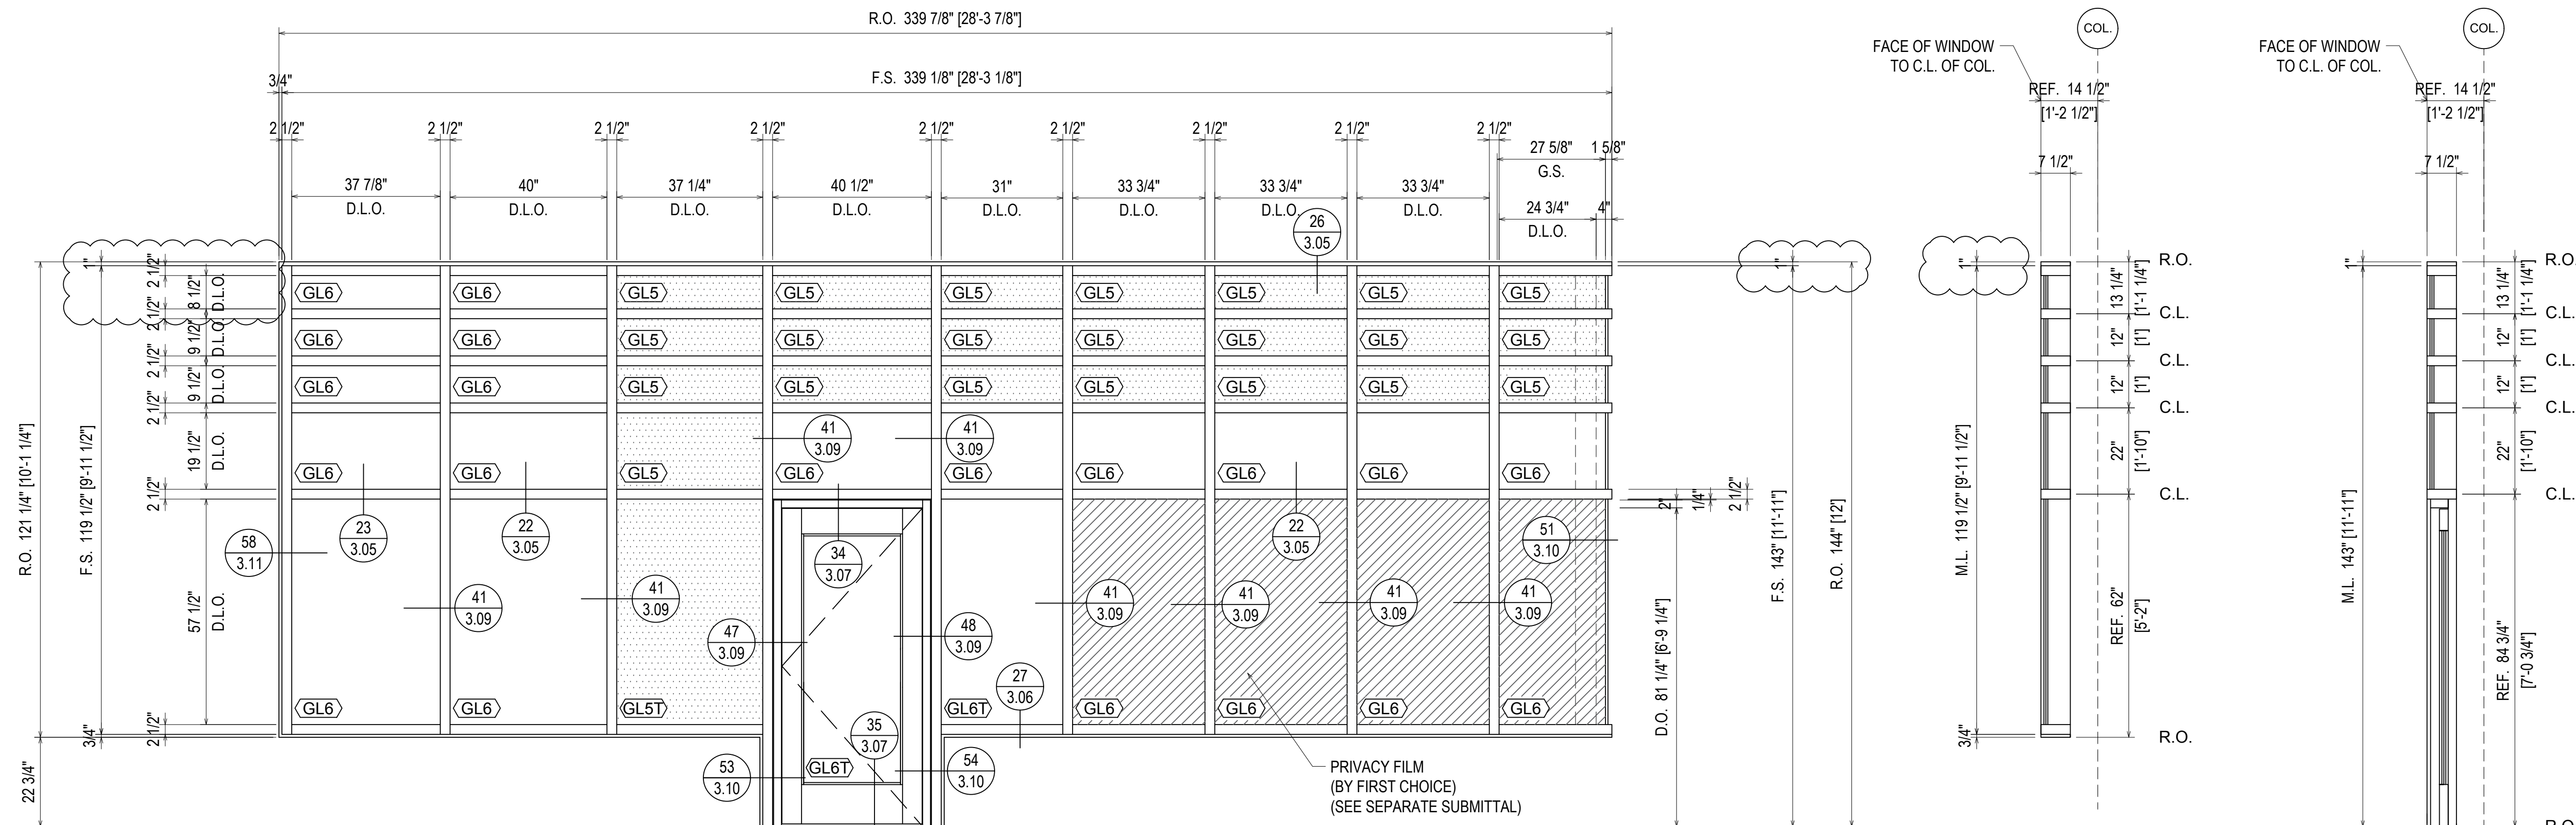 R.O. 339 7/8" [28'-3 7/8"]
F.S. 339 1/8" [28'-3 1/8"]
3/4"
2 1/2" 2 1/2" 2 1/2" 2 1/2" 2 1/2" 2 1/2" 2 1/2" 2 1/2" 2 1/2"
27 5/8" 1 5/8"
G.S.
37 7/8" 40" 37 1/4" 40 1/2" 31" 33 3/4" 33 3/4" 33 3/4"
D.L.O. D.L.O. D.L.O. D.L.O. D.L.O. D.L.O. D.L.O. D.L.O.
24 3/4" 4"
D.L.O.
26
3.05
R.O. 121 1/4" [10'-1 1/4"]
22 3/4"
F.S. 119 1/2" [9'-11 1/2"]
1"
3/4"
2 1/2"
2 1/2"
2 1/2"
2 1/2"
2 1/2"
2 1/2"
8 1/2"
D.L.O.
9 1/2"
D.L.O.
9 1/2"
D.L.O.
19 1/2"
D.L.O.
57 1/2"
D.L.O.
GL6 GL6 GL5 GL5 GL5 GL5 GL5 GL5 GL5
GL6 GL6 GL5 GL5 GL5 GL5 GL5 GL5 GL5
GL6 GL6 GL5 GL5 GL5 GL5 GL5 GL5 GL5
41
3.09
41
3.09
GL6 GL6 GL5 GL6 GL6 GL6 GL6 GL6 GL6
58
3.11
23
3.05
22
3.05
34
3.07
22
3.05
51
3.10
41
3.09
41
3.09
41
3.09
41
3.09
41
3.09
41
3.09
47
3.09
48
3.09
27
3.06
GL6 GL6 GL5T GL6T GL6 GL6 GL6 GL6
35
3.07
53
3.10
GL6T
54
3.10
PRIVACY FILM
(BY FIRST CHOICE)
(SEE SEPARATE SUBMITTAL)
2"
1/4"
2 1/2"
D.O. 81 1/4" [6'-9 1/4"]
1"
F.S. 143" [11'-11"]
R.O. 144" [12]
COL.
FACE OF WINDOW
TO C.L. OF COL.
REF. 14 1/2"
[1'-2 1/2"]
7 1/2"
1"
M.L. 119 1/2" [9'-11 1/2"]
3/4"
13 1/4"
[1'-1 1/4"]
12"
[1']
12"
[1']
22"
[1'-10"]
REF. 62"
[5'-2"]
R.O.
C.L.
C.L.
C.L.
C.L.
R.O.
COL.
FACE OF WINDOW
TO C.L. OF COL.
REF. 14 1/2"
[1'-2 1/2"]
7 1/2"
1"
M.L. 143" [11'-11"]
13 1/4"
[1'-1 1/4"]
12"
[1']
12"
[1']
22"
[1'-10"]
REF. 84 3/4"
[7'-0 3/4"]
R.O.
C.L.
C.L.
C.L.
C.L.